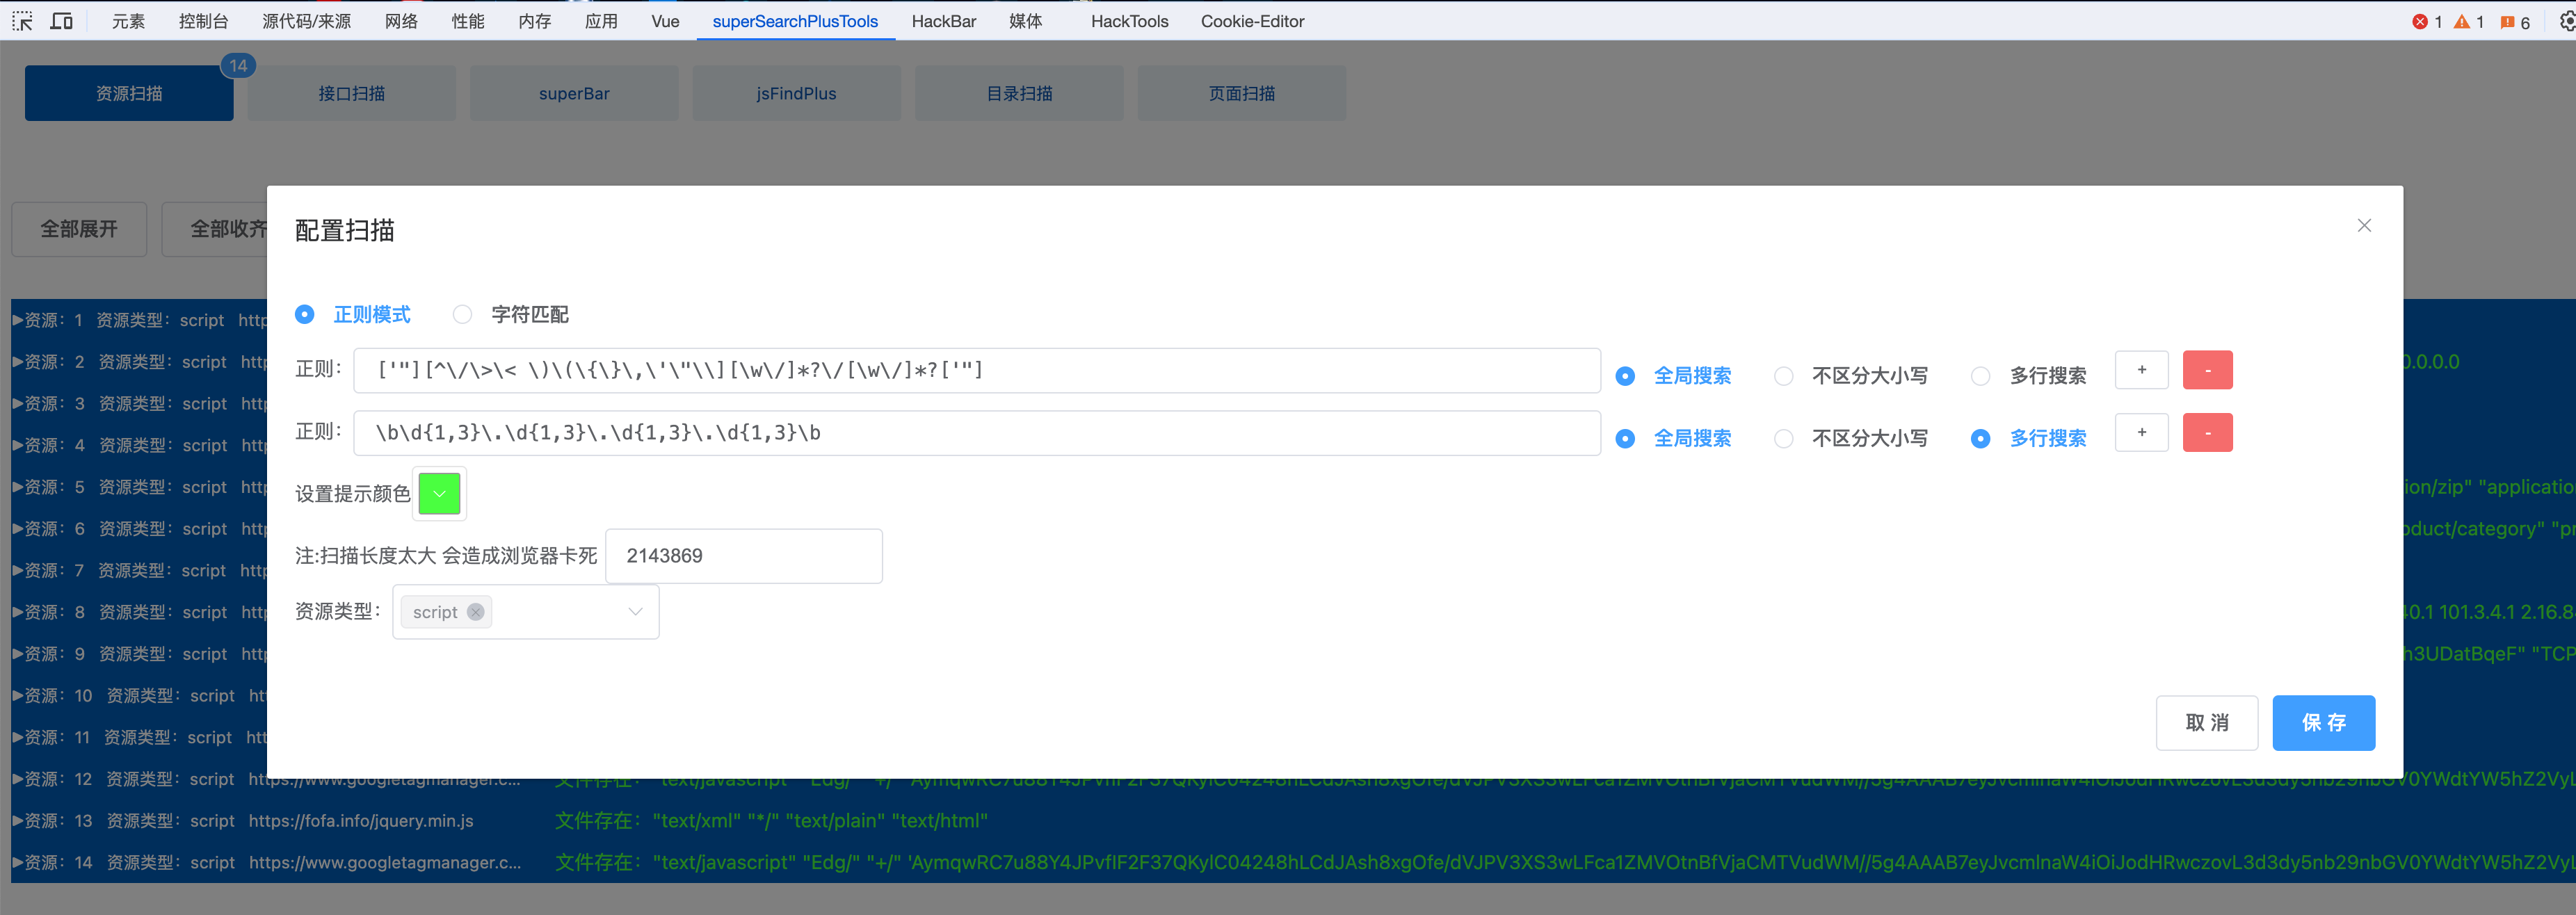 元素 控制台 源代码/来源 网络 性能 内存 应用 Vue superSearchPlusTools HackBar 媒体 HackTools Cookie-Editor 1 1 6
资源扫描 14 接口扫描 superBar jsFindPlus 目录扫描 页面扫描
全部展开 全部收齐
配置扫描
正则模式 字符匹配
正则： ['"][^\/\>\< \)\(\{\}\,\'\"\\][\w\/]*?\/[\w\/]*?['"] 全局搜索 不区分大小写 多行搜索 + -
正则： \b\d{1,3}\.\d{1,3}\.\d{1,3}\.\d{1,3}\b 全局搜索 不区分大小写 多行搜索 + -
设置提示颜色
注:扫描长度太大 会造成浏览器卡死 2143869
资源类型： script
取 消 保 存
▶资源：1 资源类型：script http
▶资源：2 资源类型：script http 0.0.0.0
▶资源：3 资源类型：script http
▶资源：4 资源类型：script http
▶资源：5 资源类型：script http ion/zip" "application
▶资源：6 资源类型：script http oduct/category" "pr
▶资源：7 资源类型：script http
▶资源：8 资源类型：script http 40.1 101.3.4.1 2.16.8
▶资源：9 资源类型：script http h3UDatBqeF" "TCP
▶资源：10 资源类型：script htt
▶资源：11 资源类型：script htt
▶资源：12 资源类型：script https://www.googletagmanager.c... 文件存在："text/javascript" "Edg/" "+/"
▶资源：13 资源类型：script https://fofa.info/jquery.min.js 文件存在："text/xml" "*/" "text/plain" "text/html"
▶资源：14 资源类型：script https://www.googletagmanager.c... 文件存在："text/javascript" "Edg/" "+/"